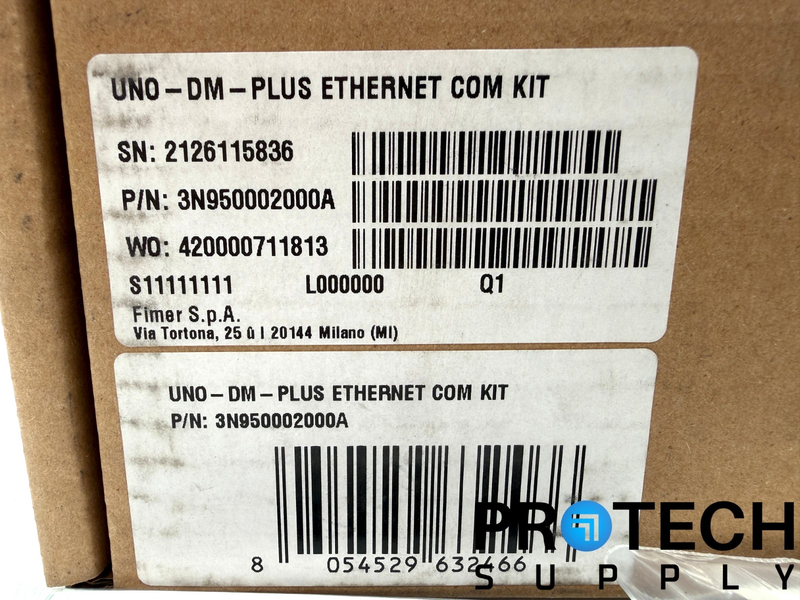 UNO-DM-PLUS ETHERNET COM KIT
SN: 2126115836
P/N: 3N950002000A
WO: 420000711813
S11111111 L000000 Q1
Fimer S.p.A.
Via Tortona, 25 û I 20144 Milano (MI)
UNO-DM-PLUS ETHERNET COM KIT
P/N: 3N950002000A
8 054529 632466
PROTECH
SUPPLY